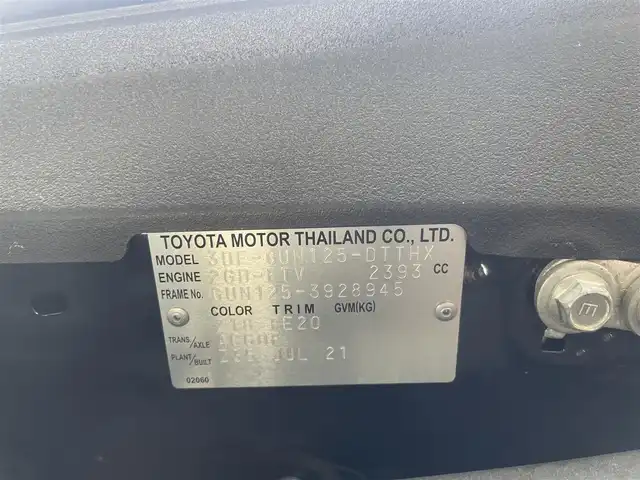 TOYOTA MOTOR THAILAND CO., LTD.
MODEL 3DF-GUN125-DTTHX
ENGINE 2GD-FTV 2393 CC
FRAME No. GUN125-3928945
COLOR TRIM GVM(KG)
TRANS./AXLE
PLANT/BUILT JUL 21
02060
E